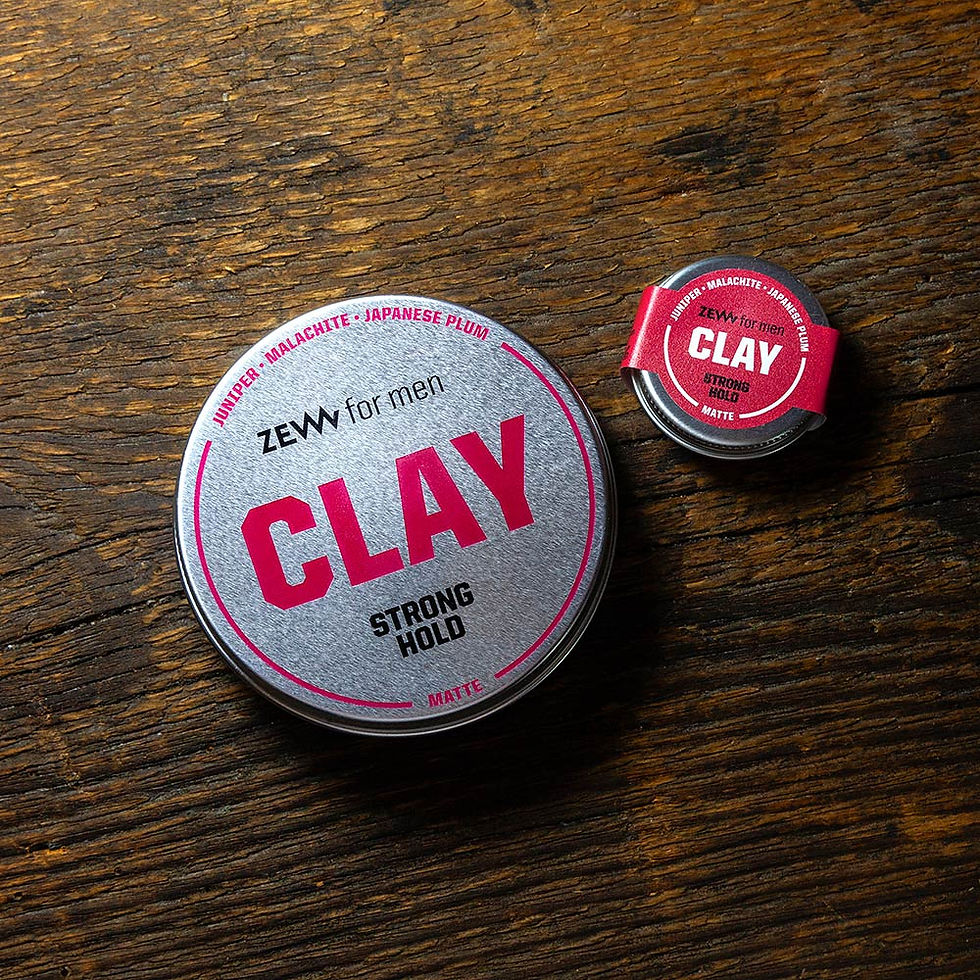 JUNIPER • MALACHITE • JAPANESE PLUM
ZEW for men
CLAY
STRONG
HOLD
MATTE
JUNIPER • MALACHITE • JAPANESE PLUM
ZEW for men
CLAY
STRONG
HOLD
MATTE